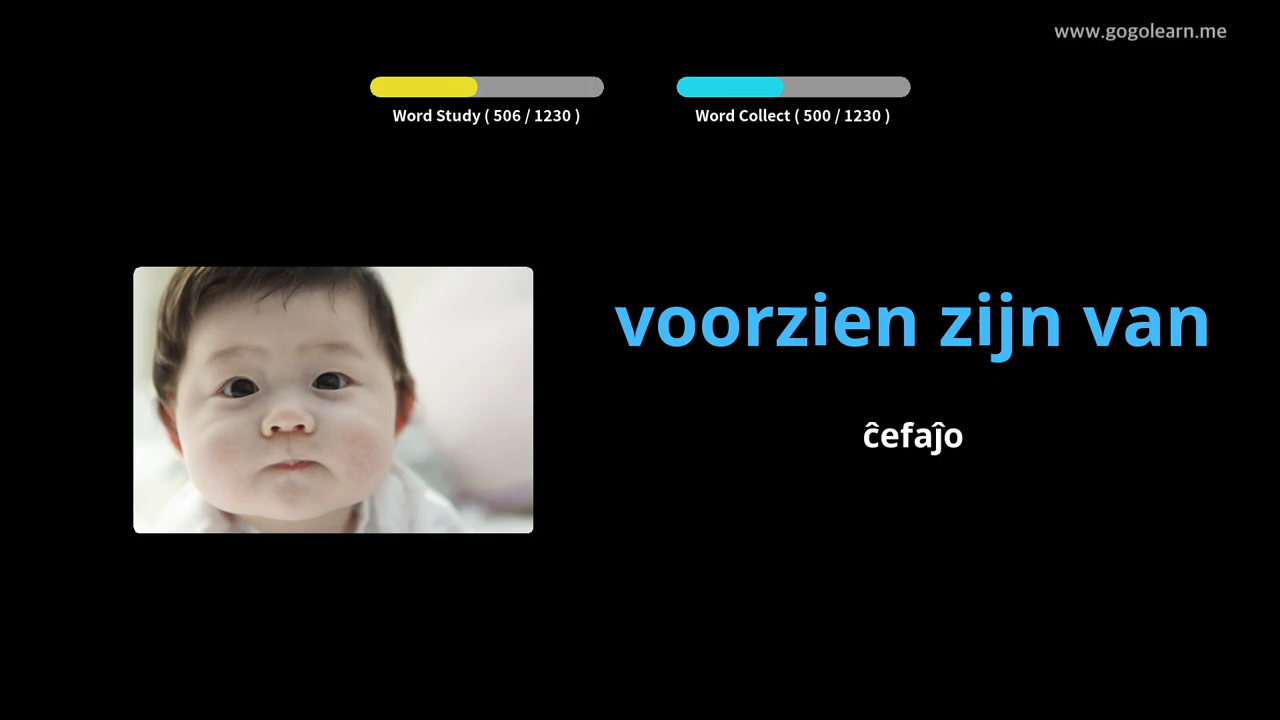 www.gogolearn.me
Word Study ( 506 / 1230 )
Word Collect ( 500 / 1230 )
voorzien zijn van
ĉefaĵo